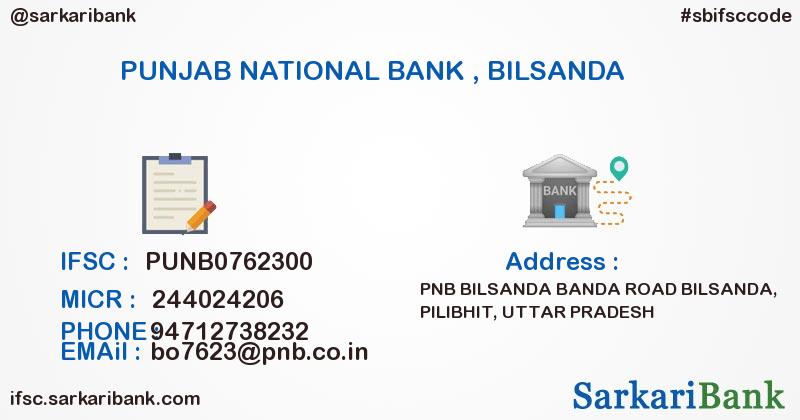 @sarkaribank
#sbifsccode
PUNJAB NATIONAL BANK , BILSANDA
BANK
IFSC : PUNB0762300
MICR : 244024206
PHONE : 94712738232
EMAil : bo7623@pnb.co.in
Address :
PNB BILSANDA BANDA ROAD BILSANDA,
PILIBHIT, UTTAR PRADESH
ifsc.sarkaribank.com
SarkariBank